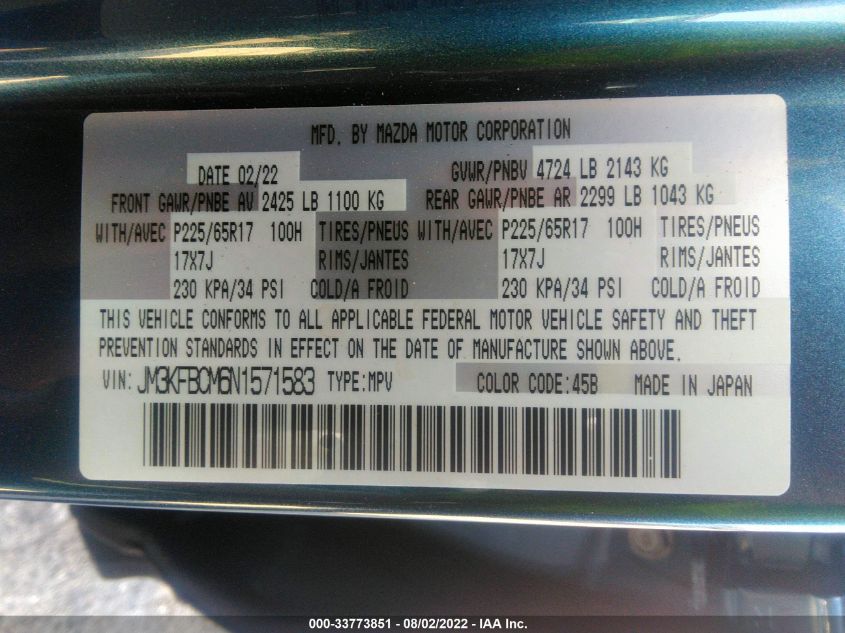 MFD. BY MAZDA MOTOR CORPORATION
DATE 02/22 GVWR/PNBV 4724 LB 2143 KG
FRONT GAWR/PNBE AV 2425 LB 1100 KG REAR GAWR/PNBE AR 2299 LB 1043 KG
WITH/AVEC P225/65R17 100H TIRES/PNEUS WITH/AVEC P225/65R17 100H TIRES/PNEUS
17X7J RIMS/JANTES 17X7J RIMS/JANTES
230 KPA/34 PSI COLD/A FROID 230 KPA/34 PSI COLD/A FROID
THIS VEHICLE CONFORMS TO ALL APPLICABLE FEDERAL MOTOR VEHICLE SAFETY AND THEFT
PREVENTION STANDARDS IN EFFECT ON THE DATE OF MANUFACTURE SHOWN ABOVE.
VIN: JM3KFBCM6N1571583 TYPE:MPV COLOR CODE:45B MADE IN JAPAN
000-33773851 - 08/02/2022 - IAA Inc.